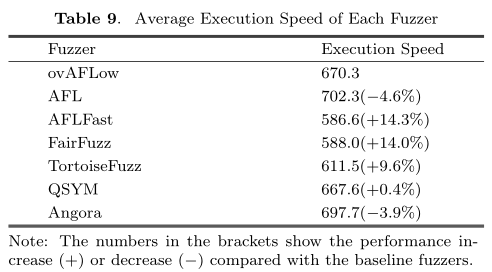 Table 9. Average Execution Speed of Each Fuzzer
Fuzzer Execution Speed
ovAFLow 670.3
AFL 702.3(−4.6%)
AFLFast 586.6(+14.3%)
FairFuzz 588.0(+14.0%)
TortoiseFuzz 611.5(+9.6%)
QSYM 667.6(+0.4%)
Angora 697.7(−3.9%)
Note: The numbers in the brackets show the performance in-
crease (+) or decrease (−) compared with the baseline fuzzers.